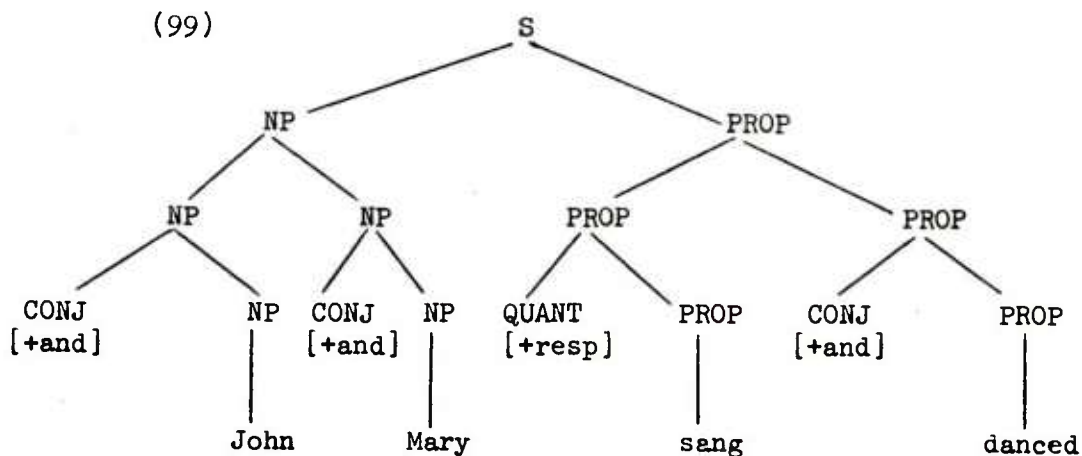 (99)
S
NP PROP
NP NP PROP PROP
CONJ NP CONJ NP QUANT PROP CONJ PROP
[+and] [+and] [+resp] [+and]
John Mary sang danced